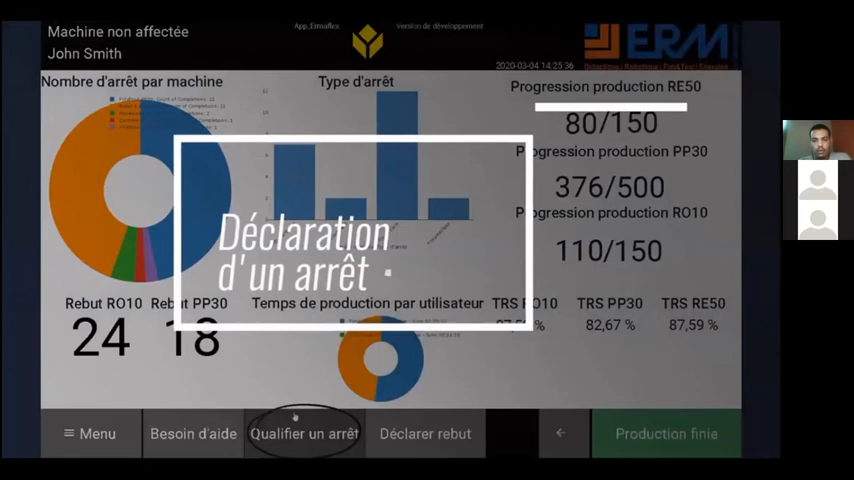 Machine non affectée
John Smith
App_Emiaflex
Version de développement
2020-03-04 14:25:36
ERM
Nombre d'arrêt par machine
Type d'arrêt
Progression production RE50
80/150
Progression production PP30
376/500
Progression production RO10
110/150
Déclaration
d'un arrêt
Rebut RO10
24
Rebut PP30
18
Temps de production par utilisateur
TRS RO10
TRS PP30
82,67 %
TRS RE50
87,59 %
Menu
Besoin d'aide
Qualifier un arrêt
Déclarer rebut
Production finie